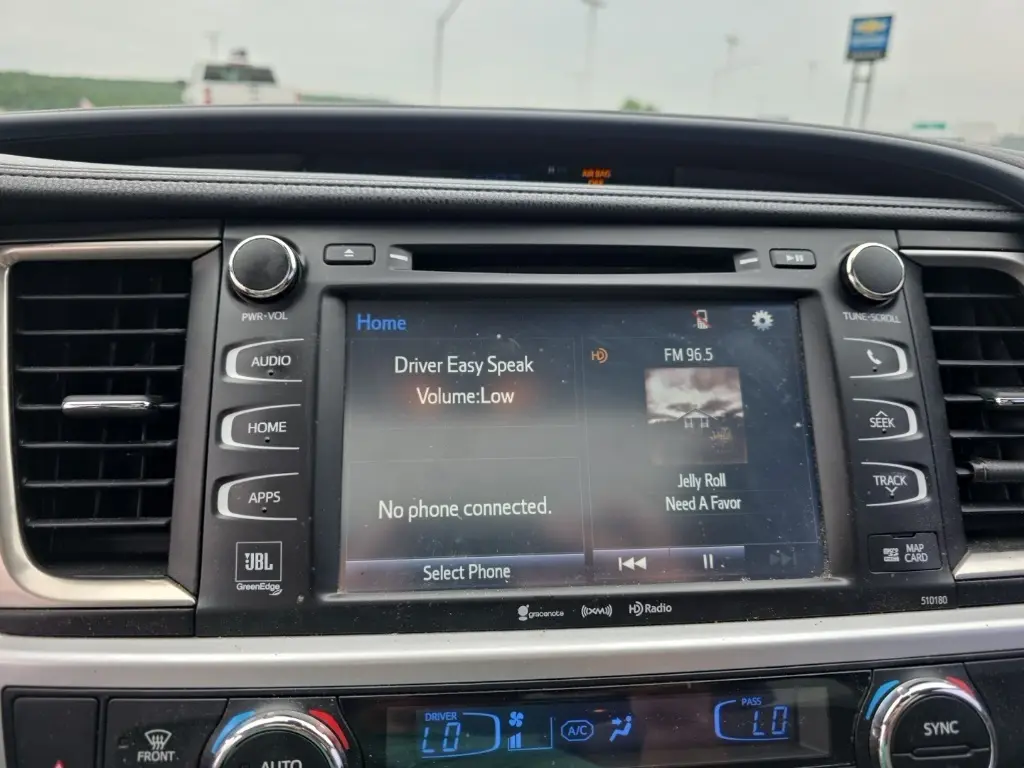 AIR BAG
OFF
PWR•VOL
TUNE•SCROLL
Home
AUDIO
Driver Easy Speak
Volume:Low
HD
FM 96.5
HOME
SEEK
APPS
No phone connected.
Jelly Roll
Need A Favor
TRACK
JBL
GreenEdge
Select Phone
MAP
CARD
gracenote
((XM))
HD Radio
510180
FRONT
AUTO
DRIVER
LO
A/C
PASS
LO
SYNC